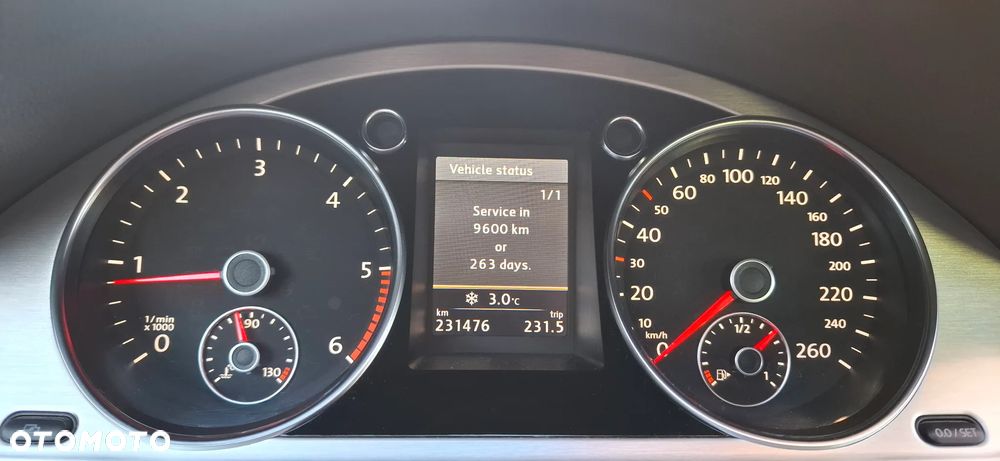 Vehicle status
1/1
Service in
9600 km
or
263 days.
3.0°C
km trip
231476 231.5
0 1 2 3 4 5 6
1/min
x 1000
90
130
0 10 20 30 40 50 60 80 100 120 140 160 180 200 220 240 260
km/h
1/2
1
0.0 / SET
OTOMOTO